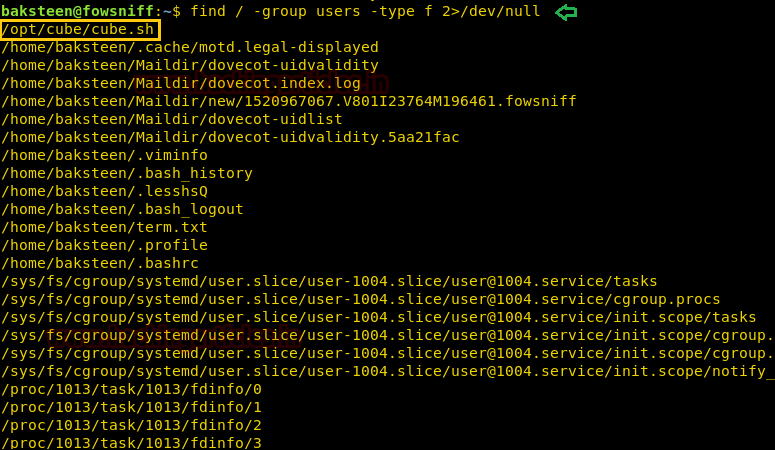 baksteen@fowsniff:~$ find / -group users -type f 2>/dev/null
/opt/cube/cube.sh
/home/baksteen/.cache/motd.legal-displayed
/home/baksteen/Maildir/dovecot-uidvalidity
/home/baksteen/Maildir/dovecot.index.log
/home/baksteen/Maildir/new/1520967067.V801I23764M196461.fowsniff
/home/baksteen/Maildir/dovecot-uidlist
/home/baksteen/Maildir/dovecot-uidvalidity.5aa21fac
/home/baksteen/.viminfo
/home/baksteen/.bash_history
/home/baksteen/.lesshsQ
/home/baksteen/.bash_logout
/home/baksteen/term.txt
/home/baksteen/.profile
/home/baksteen/.bashrc
/sys/fs/cgroup/systemd/user.slice/user-1004.slice/user@1004.service/tasks
/sys/fs/cgroup/systemd/user.slice/user-1004.slice/user@1004.service/cgroup.procs
/sys/fs/cgroup/systemd/user.slice/user-1004.slice/user@1004.service/init.scope/tasks
/sys/fs/cgroup/systemd/user.slice/user-1004.slice/user@1004.service/init.scope/cgroup.
/sys/fs/cgroup/systemd/user.slice/user-1004.slice/user@1004.service/init.scope/cgroup.
/sys/fs/cgroup/systemd/user.slice/user-1004.slice/user@1004.service/init.scope/notify_
/proc/1013/task/1013/fdinfo/0
/proc/1013/task/1013/fdinfo/1
/proc/1013/task/1013/fdinfo/2
/proc/1013/task/1013/fdinfo/3